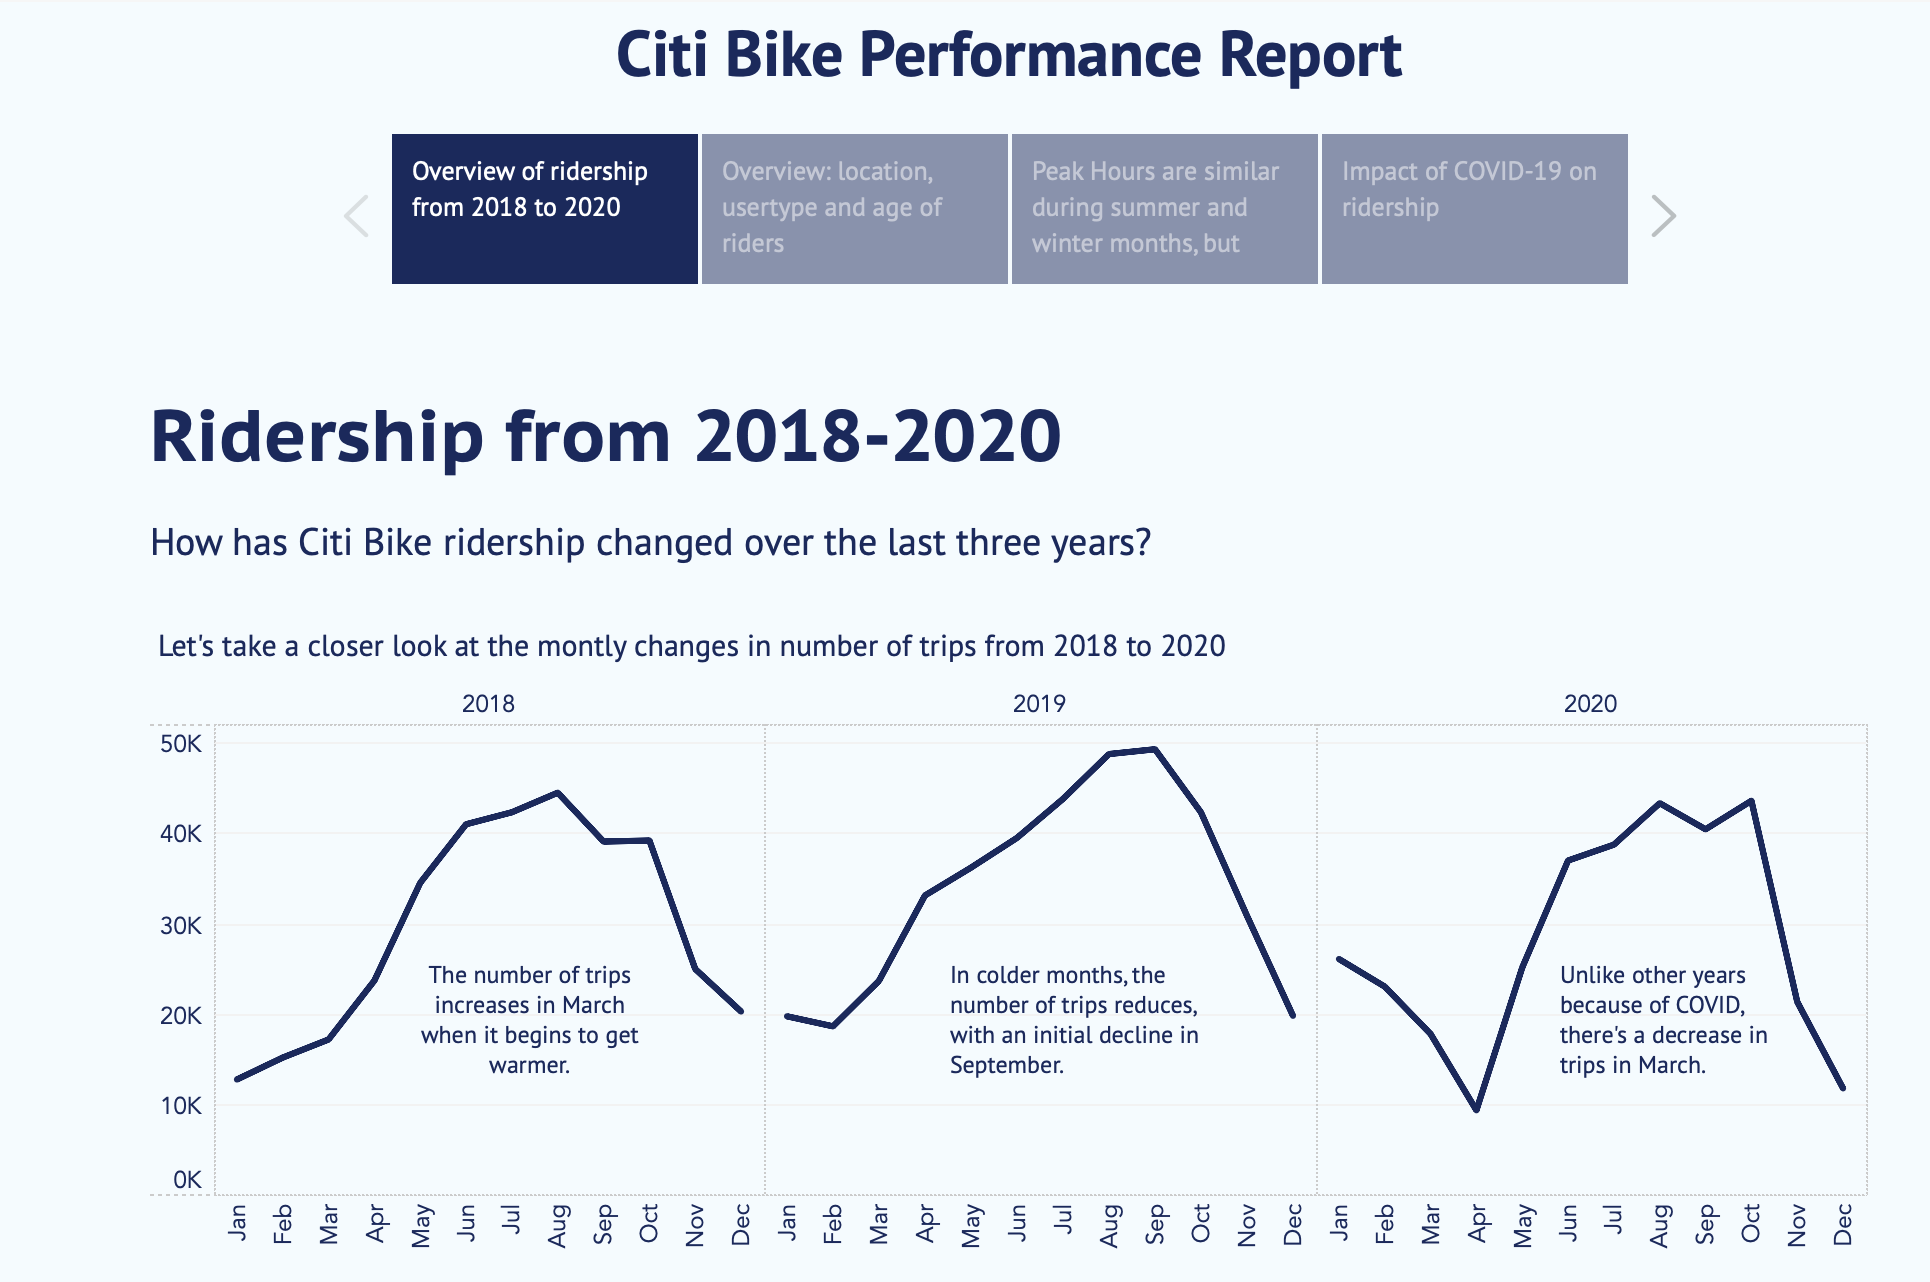 Citi Bike Performance Report
Overview of ridership
from 2018 to 2020
Overview: location,
usertype and age of
riders
Peak Hours are similar
during summer and
winter months, but
Impact of COVID-19 on
ridership
Ridership from 2018-2020
How has Citi Bike ridership changed over the last three years?
Let's take a closer look at the montly changes in number of trips from 2018 to 2020
2018 2019 2020
50K
40K
30K
20K
10K
0K
The number of trips
increases in March
when it begins to get
warmer.
In colder months, the
number of trips reduces,
with an initial decline in
September.
Unlike other years
because of COVID,
there's a decrease in
trips in March.
Jan Feb Mar Apr May Jun Jul Aug Sep Oct Nov Dec Jan Feb Mar Apr May Jun Jul Aug Sep Oct Nov Dec Jan Feb Mar Apr May Jun Jul Aug Sep Oct Nov Dec